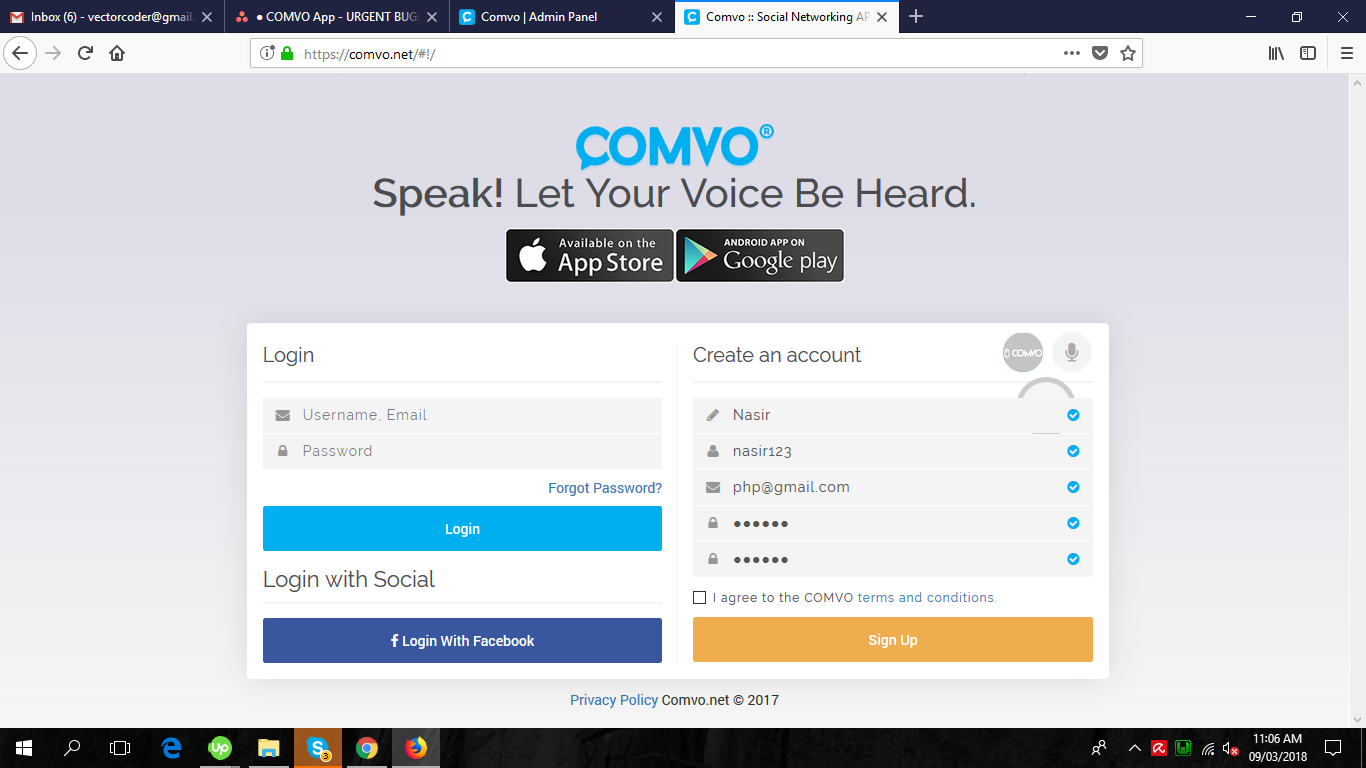 Inbox (6) - vectorcoder@gmail.
● COMVO App - URGENT BUG
Comvo | Admin Panel
Comvo :: Social Networking AP
https://comvo.net/#!/
COMVO®
Speak! Let Your Voice Be Heard.
Available on the
App Store
ANDROID APP ON
Google play
Login
Username, Email
Password
Forgot Password?
Login
Login with Social
f Login With Facebook
Create an account
COMVO
Nasir
nasir123
php@gmail.com
●●●●●●
●●●●●●
I agree to the COMVO terms and conditions.
Sign Up
Privacy Policy Comvo.net © 2017
up
3
11:06 AM
09/03/2018